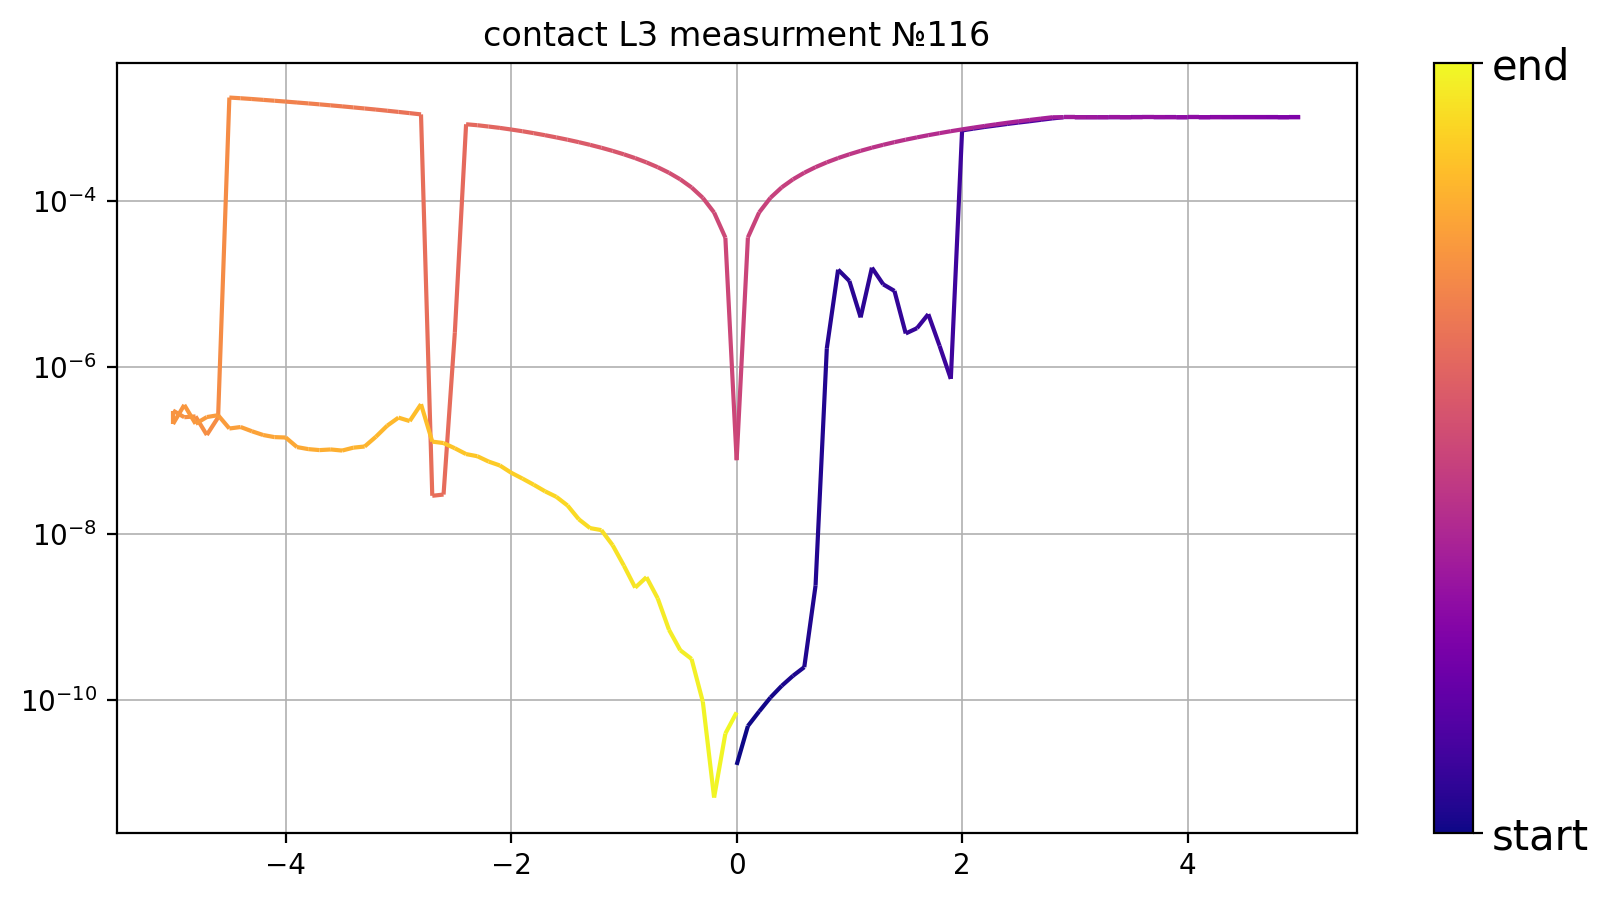 contact L3 measurment №116
10⁻⁴
10⁻⁶
10⁻⁸
10⁻¹⁰
−4 −2 0 2 4
end
start